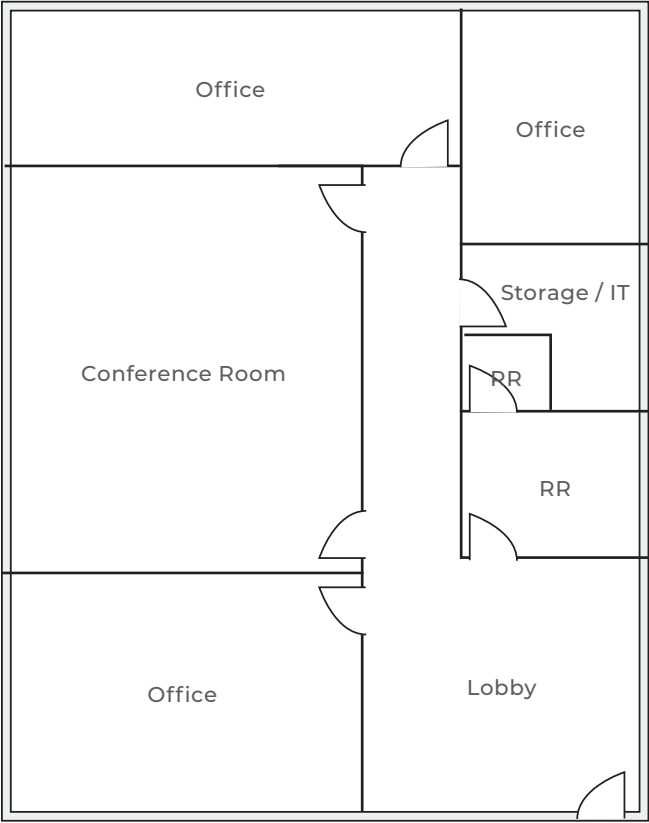 Office
Office
Storage / IT
Conference Room
RR
RR
Office
Lobby